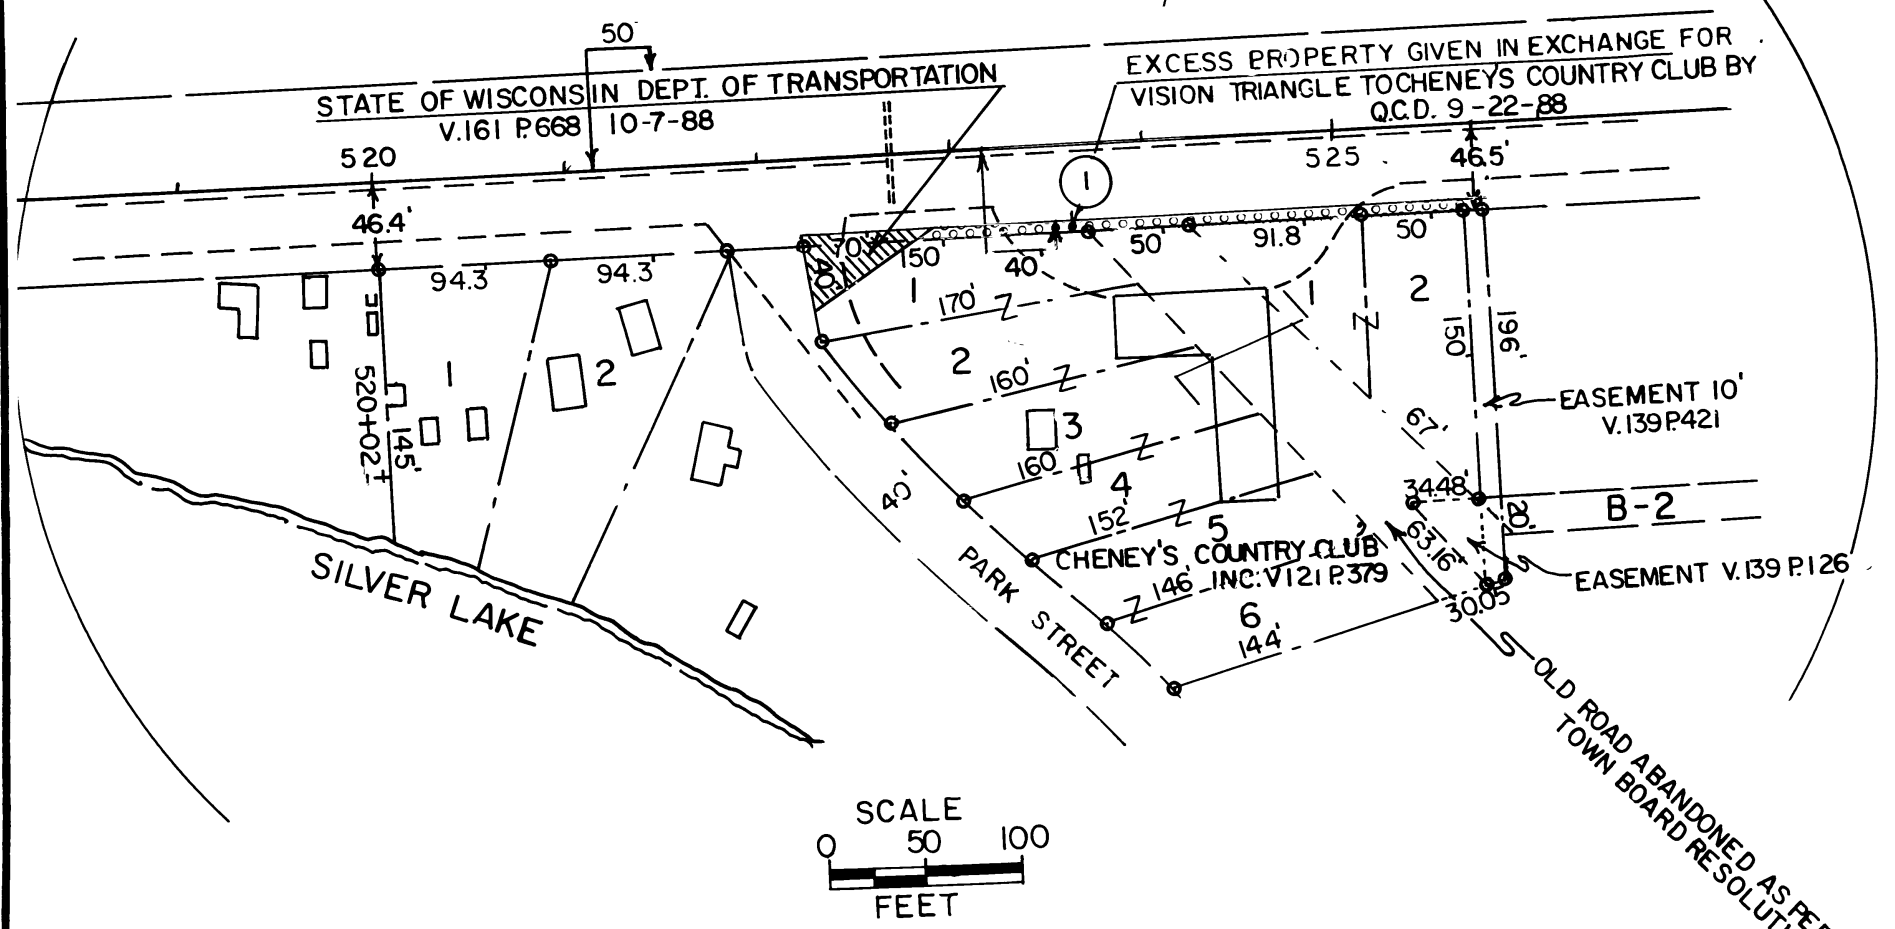 50'
STATE OF WISCONSIN DEPT. OF TRANSPORTATION
V.161 P.668 10-7-88
EXCESS PROPERTY GIVEN IN EXCHANGE FOR
VISION TRIANGLE TO CHENEY'S COUNTRY CLUB BY
Q.C.D. 9-22-88
520
525
46.5'
46.4'
1
94.3'
94.3'
70'
40'
150'
40'
50'
91.8'
50'
1
170'
1
2
2
160'
150'
196'
520+02±
145'
1
2
3
160'
EASEMENT 10'
V.139 P.421
67'
40'
4
152'
5
34.48'
20'
B-2
63.16'
CHENEY'S COUNTRY CLUB
INC. V121 P.379
146'
6
144'
30.05'
EASEMENT V.139 P.126
SILVER LAKE
PARK STREET
OLD ROAD ABANDONED AS PER
TOWN BOARD RESOLUTI
SCALE
0 50 100
FEET